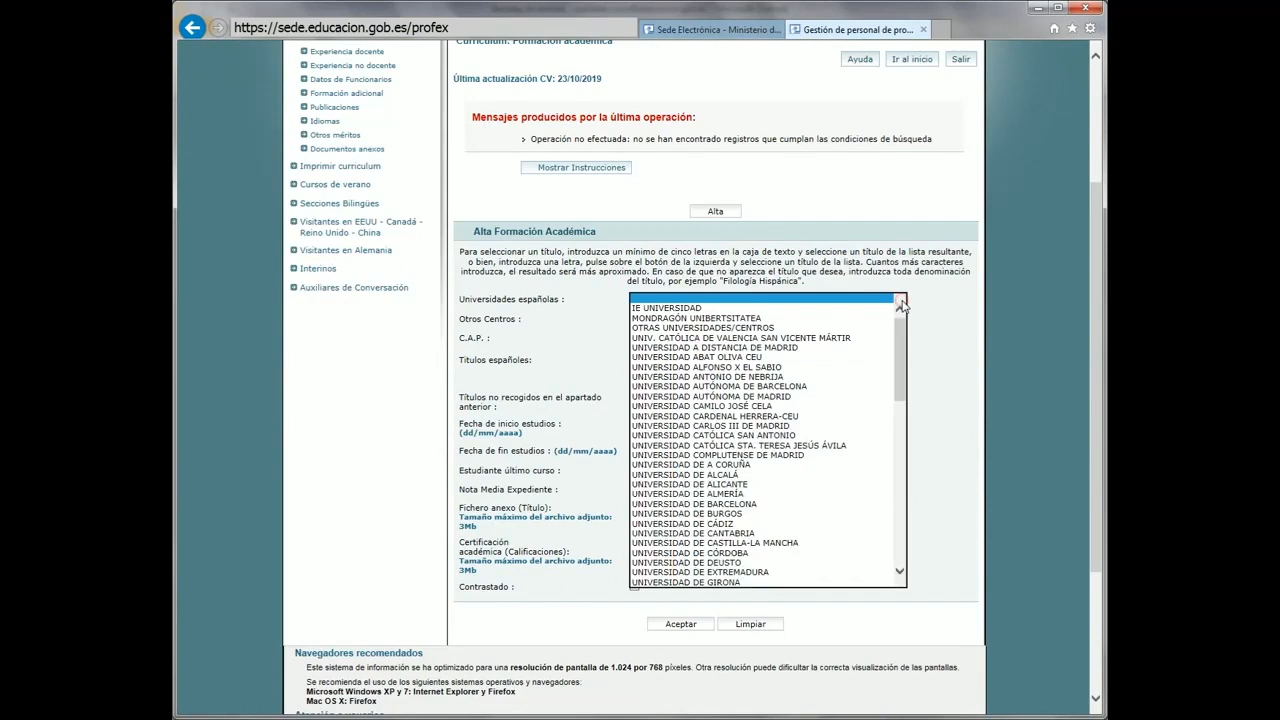 https://sede.educacion.gob.es/profex
Sede Electrónica - Ministerio d...
Gestión de personal de pro...
Experiencia docente
Experiencia no docente
Datos de Funcionarios
Formación adicional
Publicaciones
Idiomas
Otros méritos
Documentos anexos
Imprimir curriculum
Cursos de verano
Secciones Bilingües
Visitantes en EEUU - Canadá -
Reino Unido - China
Visitantes en Alemania
Interinos
Auxiliares de Conversación
Curriculum: Formación académica
Ayuda
Ir al inicio
Salir
Última actualización CV: 23/10/2019
Mensajes producidos por la última operación:
> Operación no efectuada: no se han encontrado registros que cumplan las condiciones de búsqueda
Mostrar Instrucciones
Alta
Alta Formación Académica
Para seleccionar un título, introduzca un mínimo de cinco letras en la caja de texto y seleccione un título de la lista resultante,
o bien, introduzca una letra, pulse sobre el botón de la izquierda y seleccione un título de la lista. Cuantos más caracteres
introduzca, el resultado será más aproximado. En caso de que no aparezca el título que desea, introduzca toda denominación
del título, por ejemplo "Filología Hispánica".
Universidades españolas :
Otros Centros :
C.A.P. :
Titulos españoles:
Títulos no recogidos en el apartado
anterior :
Fecha de inicio estudios :
(dd/mm/aaaa)
Fecha de fin estudios : (dd/mm/aaaa)
Estudiante último curso :
Nota Media Expediente :
Fichero anexo (Título):
Tamaño máximo del archivo adjunto:
3Mb
Certificación
académica (Calificaciones):
Tamaño máximo del archivo adjunto:
3Mb
Contrastado :
IE UNIVERSIDAD
MONDRAGÓN UNIBERTSITATEA
OTRAS UNIVERSIDADES/CENTROS
UNIV. CATÓLICA DE VALENCIA SAN VICENTE MÁRTIR
UNIVERSIDAD A DISTANCIA DE MADRID
UNIVERSIDAD ABAT OLIVA CEU
UNIVERSIDAD ALFONSO X EL SABIO
UNIVERSIDAD ANTONIO DE NEBRIJA
UNIVERSIDAD AUTÓNOMA DE BARCELONA
UNIVERSIDAD AUTÓNOMA DE MADRID
UNIVERSIDAD CAMILO JOSÉ CELA
UNIVERSIDAD CARDENAL HERRERA-CEU
UNIVERSIDAD CARLOS III DE MADRID
UNIVERSIDAD CATÓLICA SAN ANTONIO
UNIVERSIDAD CATÓLICA STA. TERESA JESÚS ÁVILA
UNIVERSIDAD COMPLUTENSE DE MADRID
UNIVERSIDAD DE A CORUÑA
UNIVERSIDAD DE ALCALÁ
UNIVERSIDAD DE ALICANTE
UNIVERSIDAD DE ALMERÍA
UNIVERSIDAD DE BARCELONA
UNIVERSIDAD DE BURGOS
UNIVERSIDAD DE CÁDIZ
UNIVERSIDAD DE CANTABRIA
UNIVERSIDAD DE CASTILLA-LA MANCHA
UNIVERSIDAD DE CÓRDOBA
UNIVERSIDAD DE DEUSTO
UNIVERSIDAD DE EXTREMADURA
UNIVERSIDAD DE GIRONA
Aceptar
Limpiar
Navegadores recomendados
Este sistema de información se ha optimizado para una resolución de pantalla de 1.024 por 768 píxeles. Otra resolución puede dificultar la correcta visualización de las pantallas.
Se recomienda el uso de los siguientes sistemas operativos y navegadores:
Microsoft Windows XP y 7: Internet Explorer y Firefox
Mac OS X: Firefox